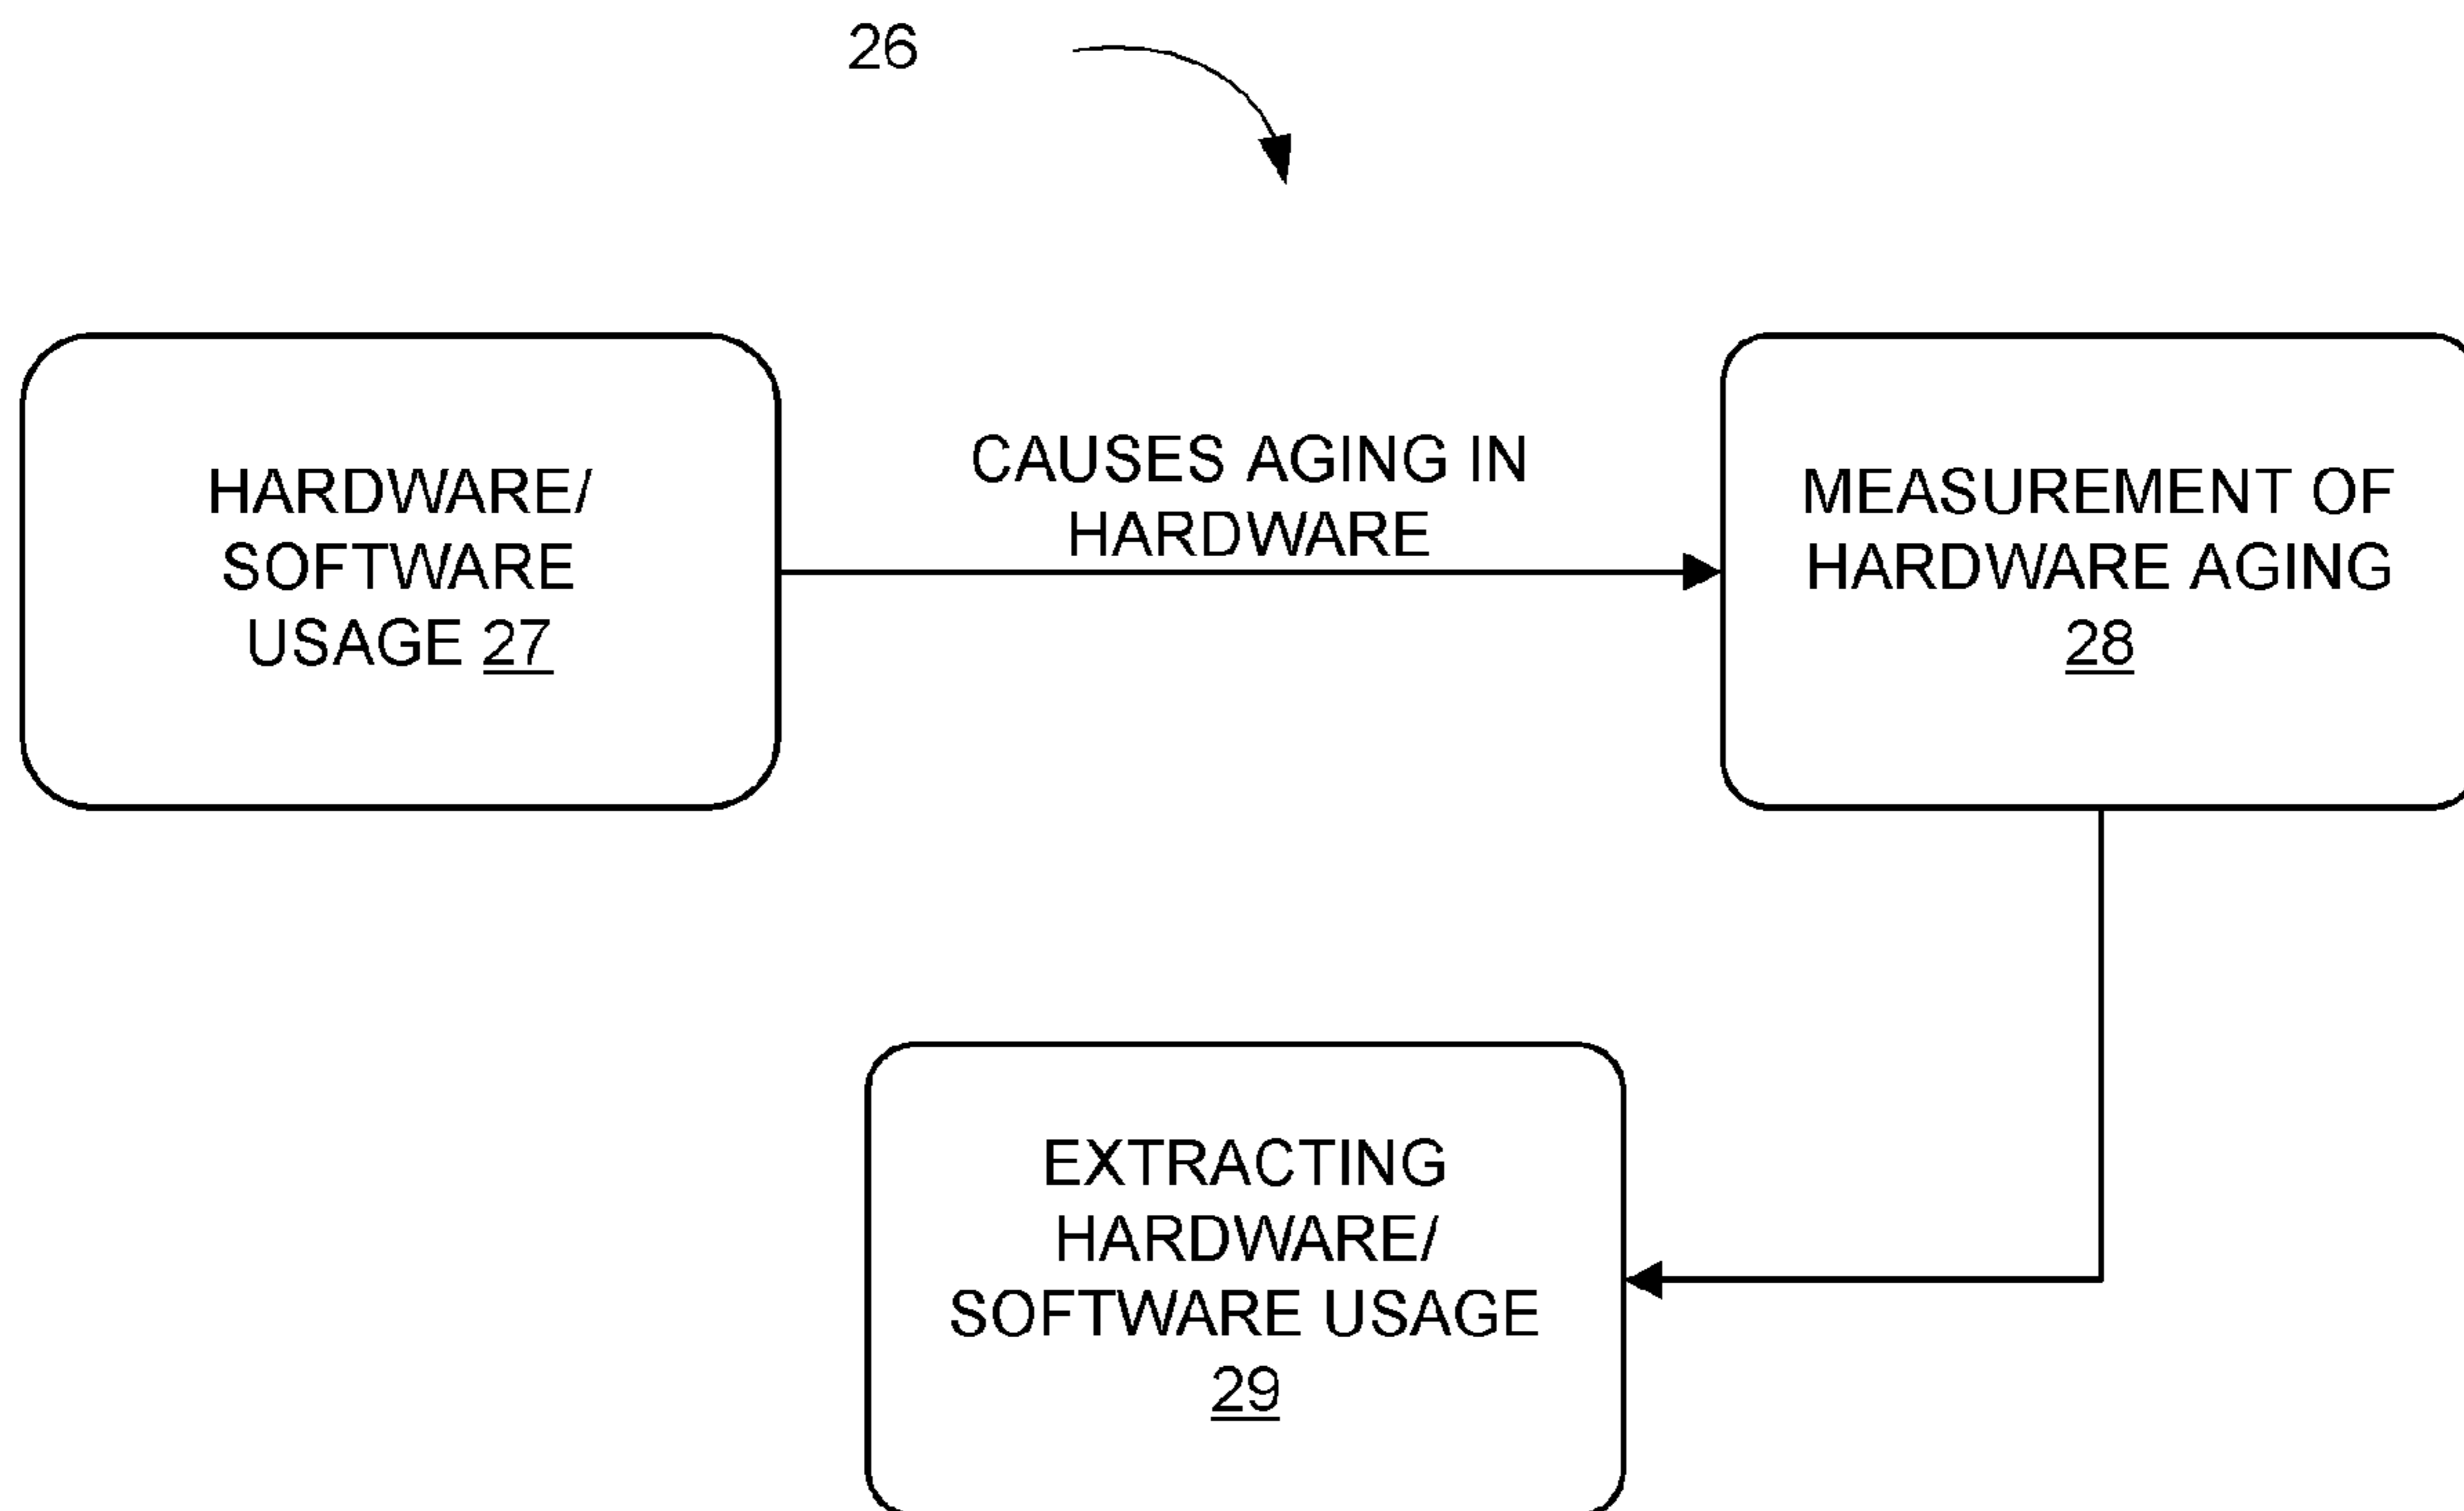 26
HARDWARE/
SOFTWARE
USAGE 27
CAUSES AGING IN
HARDWARE
MEASUREMENT OF
HARDWARE AGING
28
EXTRACTING
HARDWARE/
SOFTWARE USAGE
29